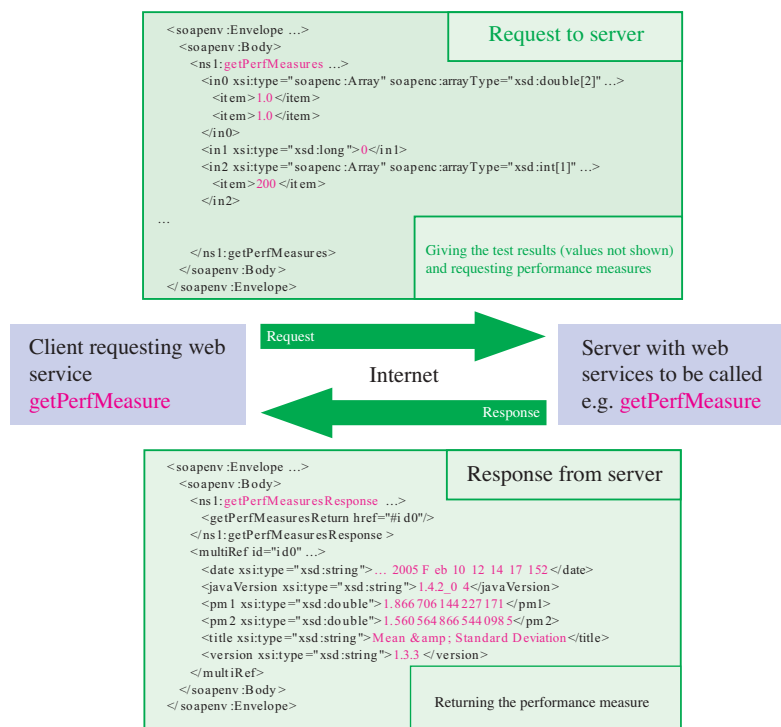 <soapenv:Envelope ...>
<soapenv:Body>
<ns1:getPerfMeasures ...>
<in0 xsi:type="soapenc:Array" soapenc:arrayType="xsd:double[2]" ...>
<item>1.0</item>
<item>1.0</item>
</in0>
<in1 xsi:type="xsd:long">0</in1>
<in2 xsi:type="soapenc:Array" soapenc:arrayType="xsd:int[1]" ...>
<item>200</item>
</in2>
...
</ns1:getPerfMeasures>
</soapenv:Body>
</soapenv:Envelope>
Request to server
Giving the test results (values not shown)
and requesting performance measures
Client requesting web
service
getPerfMeasure
Request
Internet
Response
Server with web
services to be called
e.g. getPerfMeasure
<soapenv:Envelope ...>
<soapenv:Body>
<ns1:getPerfMeasuresResponse ...>
<getPerfMeasuresReturn href="#id0"/>
</ns1:getPerfMeasuresResponse>
<multiRef id="id0" ...>
<date xsi:type="xsd:string">... 2005 Feb 10 12 14 17 152</date>
<javaVersion xsi:type="xsd:string">1.4.2_04</javaVersion>
<pm1 xsi:type="xsd:double">1.866706144227171</pm1>
<pm2 xsi:type="xsd:double">1.5605648665440985</pm2>
<title xsi:type="xsd:string">Mean &amp; Standard Deviation</title>
<version xsi:type="xsd:string">1.3.3</version>
</multiRef>
</soapenv:Body>
</soapenv:Envelope>
Response from server
Returning the performance measure